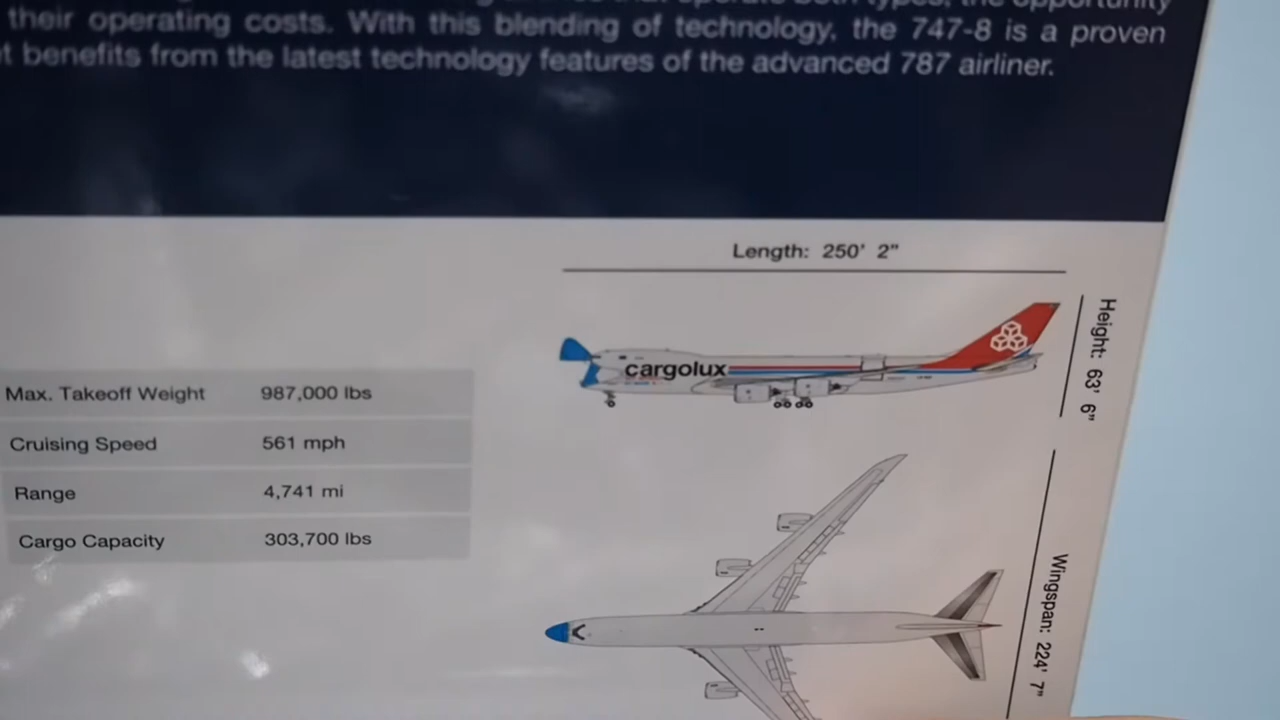 their operating costs. With this blending of technology, the 747-8 is a proven
benefits from the latest technology features of the advanced 787 airliner.
Length: 250' 2"
Height: 63' 6"
cargolux
Max. Takeoff Weight 987,000 lbs
Cruising Speed 561 mph
Range 4,741 mi
Cargo Capacity 303,700 lbs
Wingspan: 224' 7"